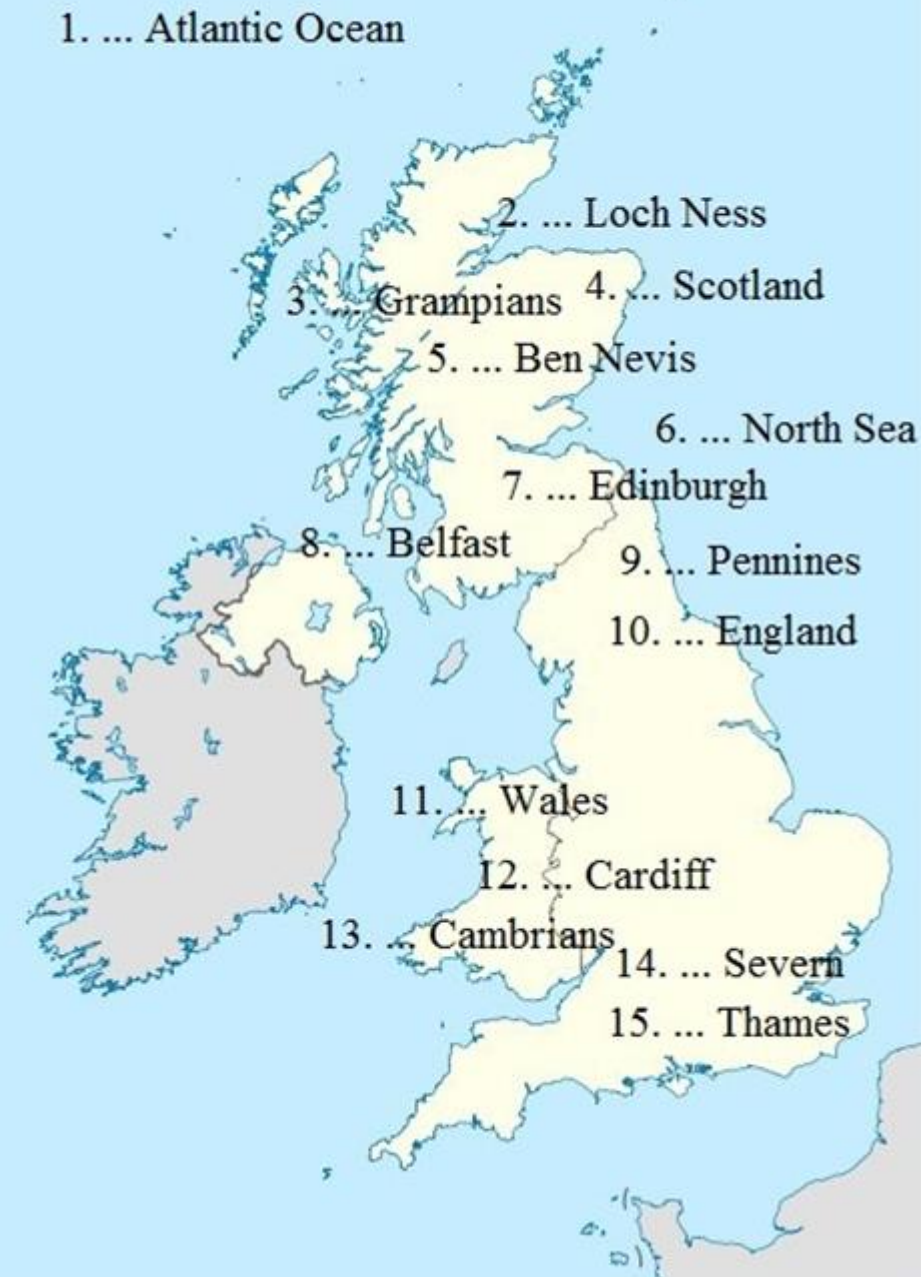 1. ... Atlantic Ocean
2. ... Loch Ness
3. ... Grampians
4. ... Scotland
5. ... Ben Nevis
6. ... North Sea
7. ... Edinburgh
8. ... Belfast
9. ... Pennines
10. ... England
11. ... Wales
12. ... Cardiff
13. ... Cambrians
14. ... Severn
15. ... Thames